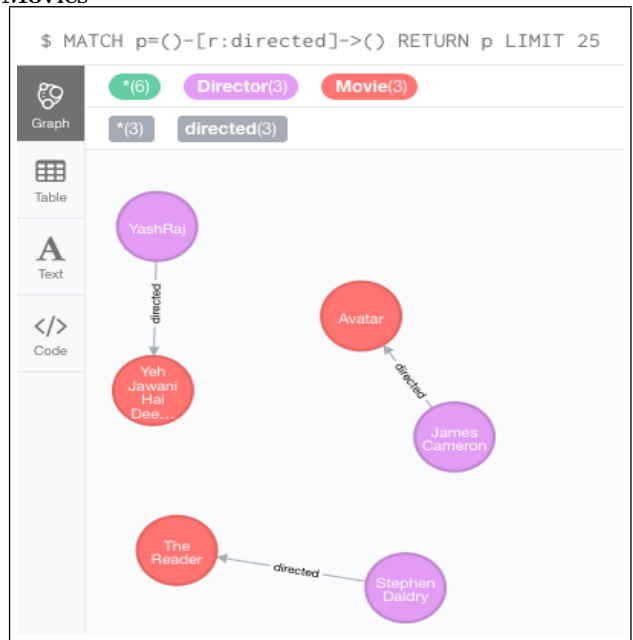 Movies
$ MATCH p=()-[r:directed]->() RETURN p LIMIT 25
*(6) Director(3) Movie(3)
*(3) directed(3)
Graph
Table
A
Text
</>
Code
YashRaj
directed
Yeh
Jawani
Hai
Dee...
Avatar
directed
James
Cameron
The
Reader
directed
Stephen
Daldry